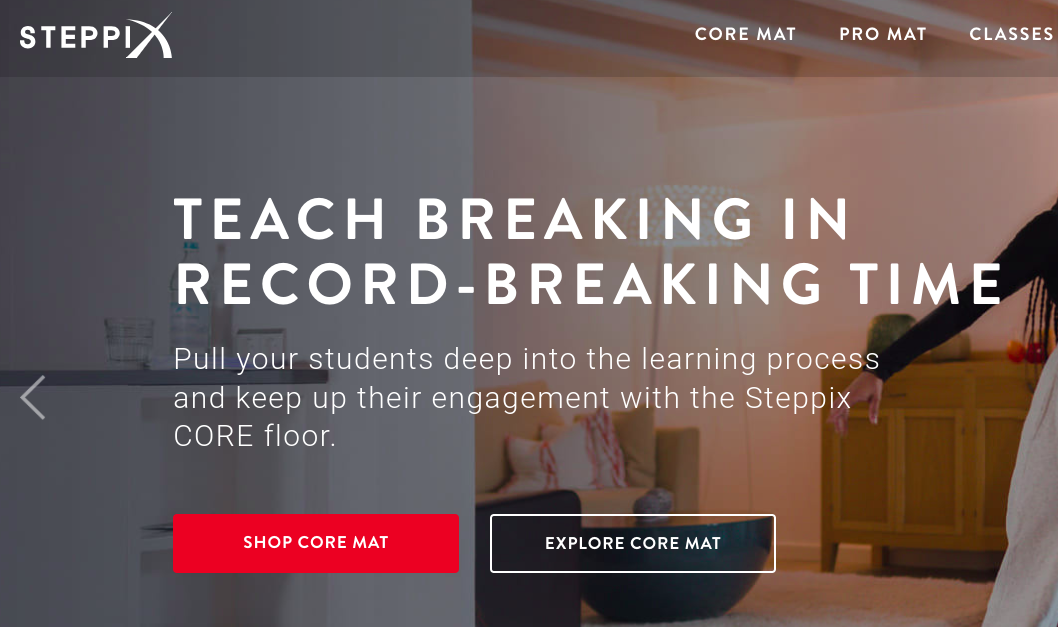 STEPPIX
CORE MAT PRO MAT CLASSES
TEACH BREAKING IN
RECORD-BREAKING TIME
Pull your students deep into the learning process
and keep up their engagement with the Steppix
CORE floor.
SHOP CORE MAT EXPLORE CORE MAT